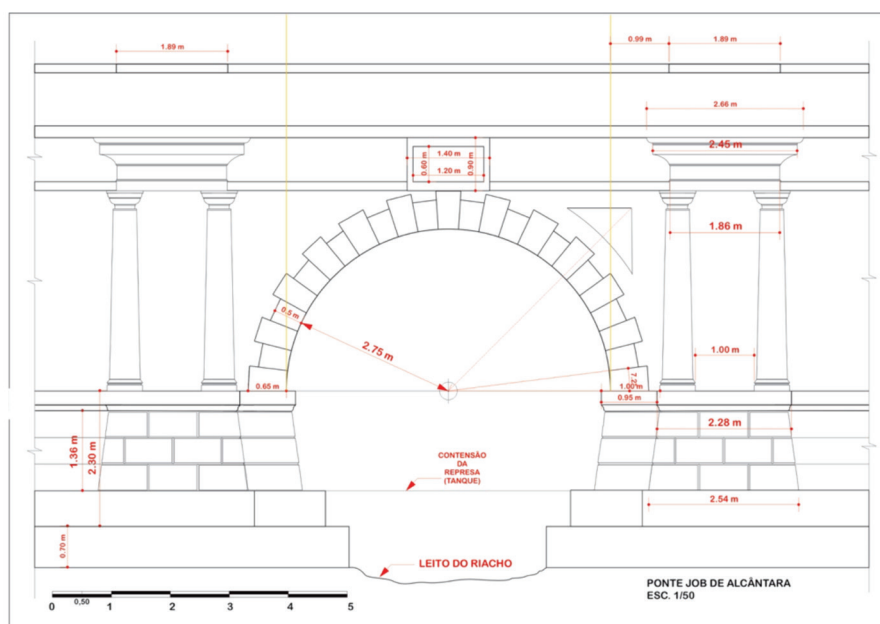 1.89 m
0.99 m
1.89 m
2.66 m
2.45 m
1.40 m
0.60 m
0.90 m
1.20 m
1.86 m
0.5 m
2.75 m
1.00 m
0.65 m
1.00 m
0.95 m
2.28 m
1.36 m
2.30 m
CONTENSÃO
DA
REPRESA
(TANQUE)
2.54 m
0.70 m
LEITO DO RIACHO
PONTE JOB DE ALCÂNTARA
ESC. 1/50
0 0,50 1 2 3 4 5